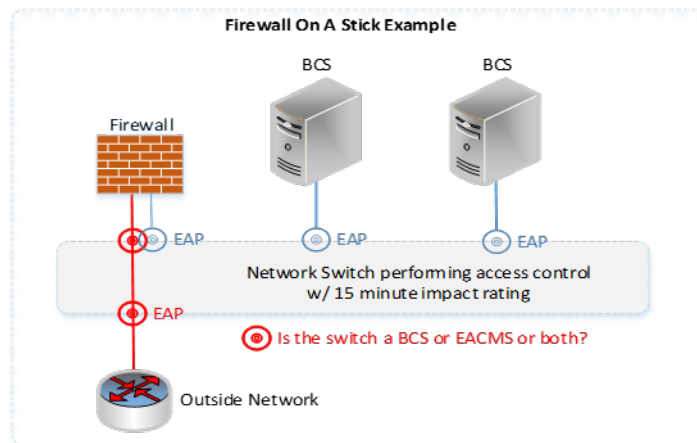 Firewall On A Stick Example
BCS
BCS
Firewall
EAP
EAP
EAP
Network Switch performing access control
w/ 15 minute impact rating
EAP
Is the switch a BCS or EACMS or both?
Outside Network